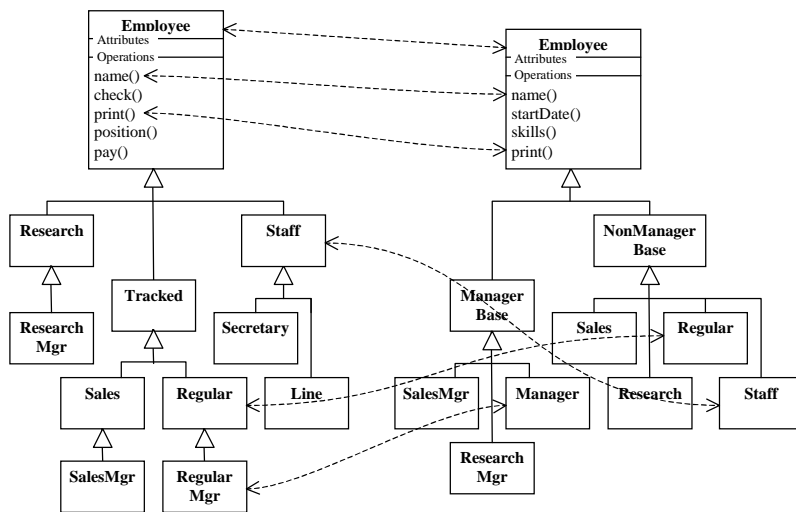 Employee
Attributes
Operations
name()
check()
print()
position()
pay()
Employee
Attributes
Operations
name()
startDate()
skills()
print()
Research
Staff
NonManager
Base
Tracked
Manager
Base
Research
Mgr
Secretary
Sales
Regular
Sales
Regular
Line
SalesMgr
Manager
Research
Staff
SalesMgr
Regular
Mgr
Research
Mgr